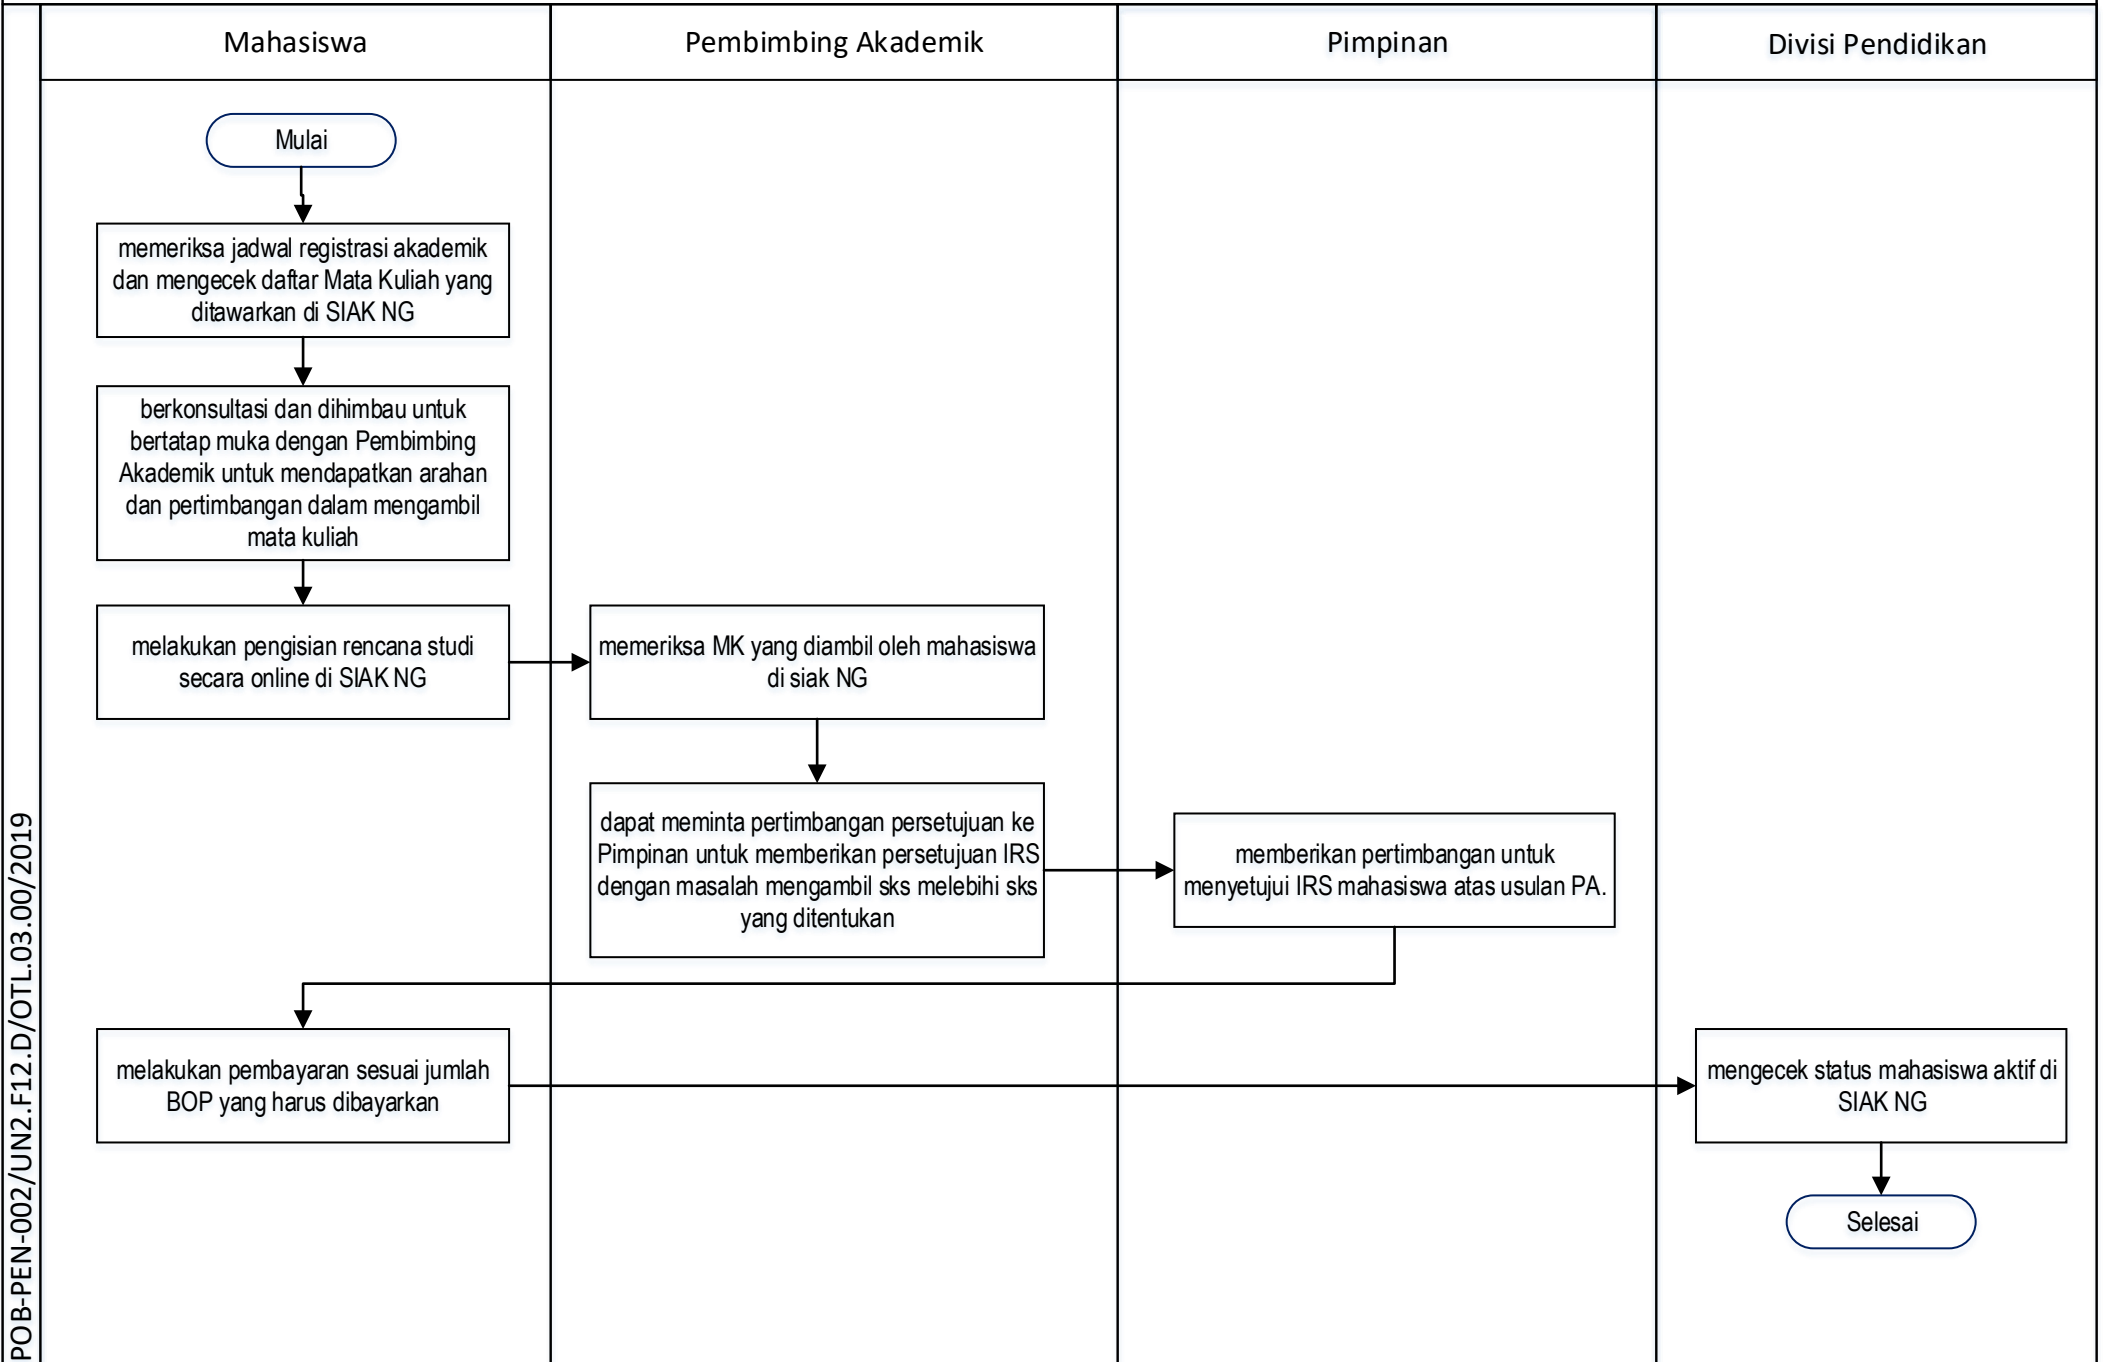 Mahasiswa
Pembimbing Akademik
Pimpinan
Divisi Pendidikan
Mulai
memeriksa jadwal registrasi akademik
dan mengecek daftar Mata Kuliah yang
ditawarkan di SIAK NG
berkonsultasi dan dihimbau untuk
bertatap muka dengan Pembimbing
Akademik untuk mendapatkan arahan
dan pertimbangan dalam mengambil
mata kuliah
melakukan pengisian rencana studi
secara online di SIAK NG
memeriksa MK yang diambil oleh mahasiswa
di siak NG
dapat meminta pertimbangan persetujuan ke
Pimpinan untuk memberikan persetujuan IRS
dengan masalah mengambil sks melebihi sks
yang ditentukan
memberikan pertimbangan untuk
menyetujui IRS mahasiswa atas usulan PA.
melakukan pembayaran sesuai jumlah
BOP yang harus dibayarkan
mengecek status mahasiswa aktif di
SIAK NG
Selesai
POB-PEN-002/UN2.F12.D/OTL.03.00/2019